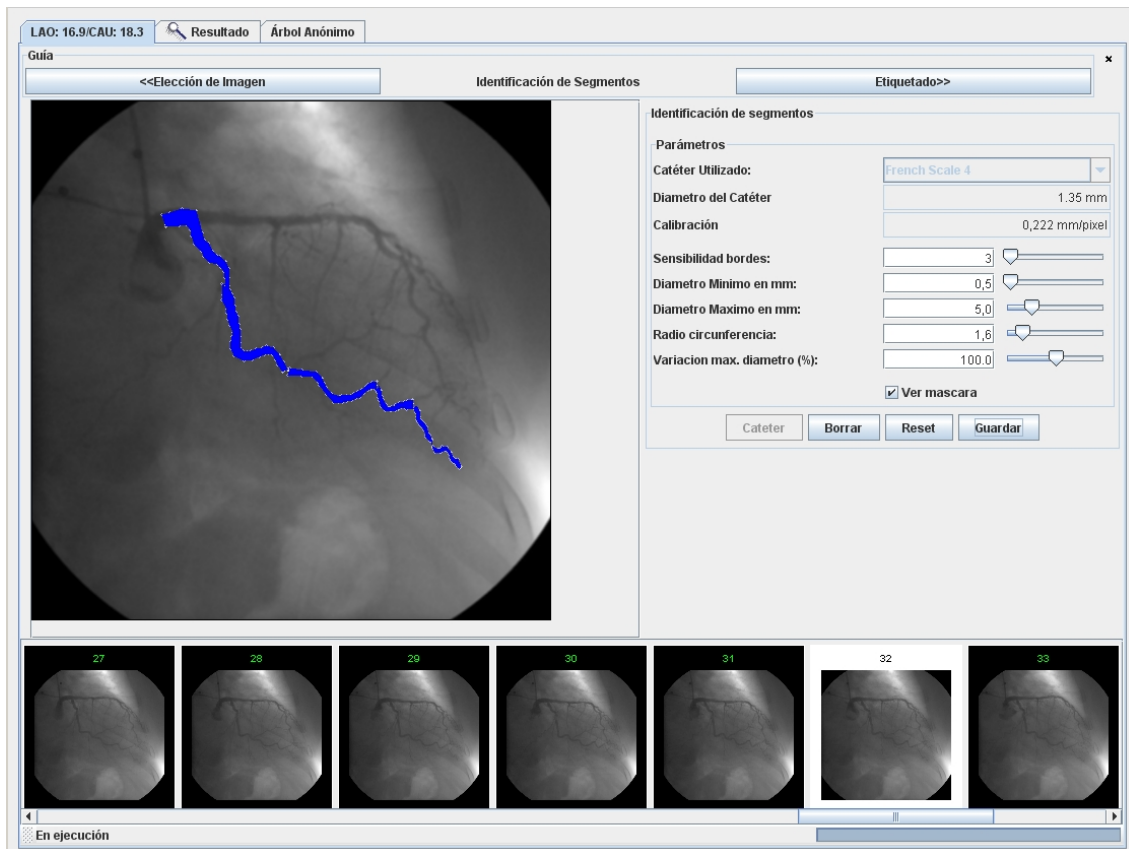 LAO: 16.9/CAU: 18.3 Resultado Árbol Anónimo
Guía
<<Elección de Imagen Identificación de Segmentos Etiquetado>>
Identificación de segmentos
Parámetros
Catéter Utilizado: French Scale 4
Diametro del Catéter 1.35 mm
Calibración 0,222 mm/pixel
Sensibilidad bordes: 3
Diametro Minimo en mm: 0,5
Diametro Maximo en mm: 5,0
Radio circunferencia: 1,6
Variacion max. diametro (%): 100.0
Ver mascara
Cateter Borrar Reset Guardar
27 28 29 30 31 32 33
En ejecución